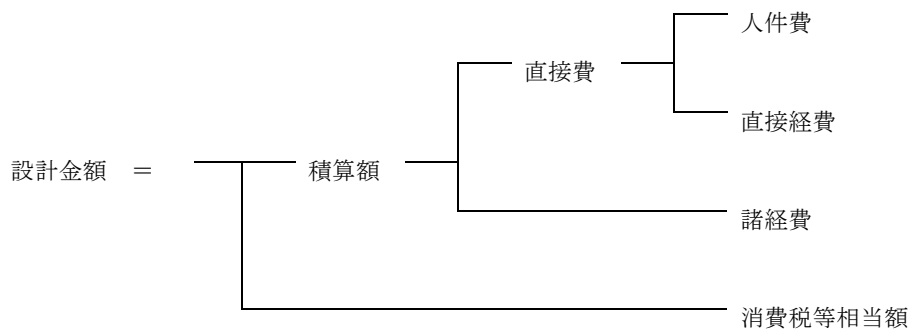 人件費
直接費
直接経費
設計金額 ＝ 積算額
諸経費
消費税等相当額